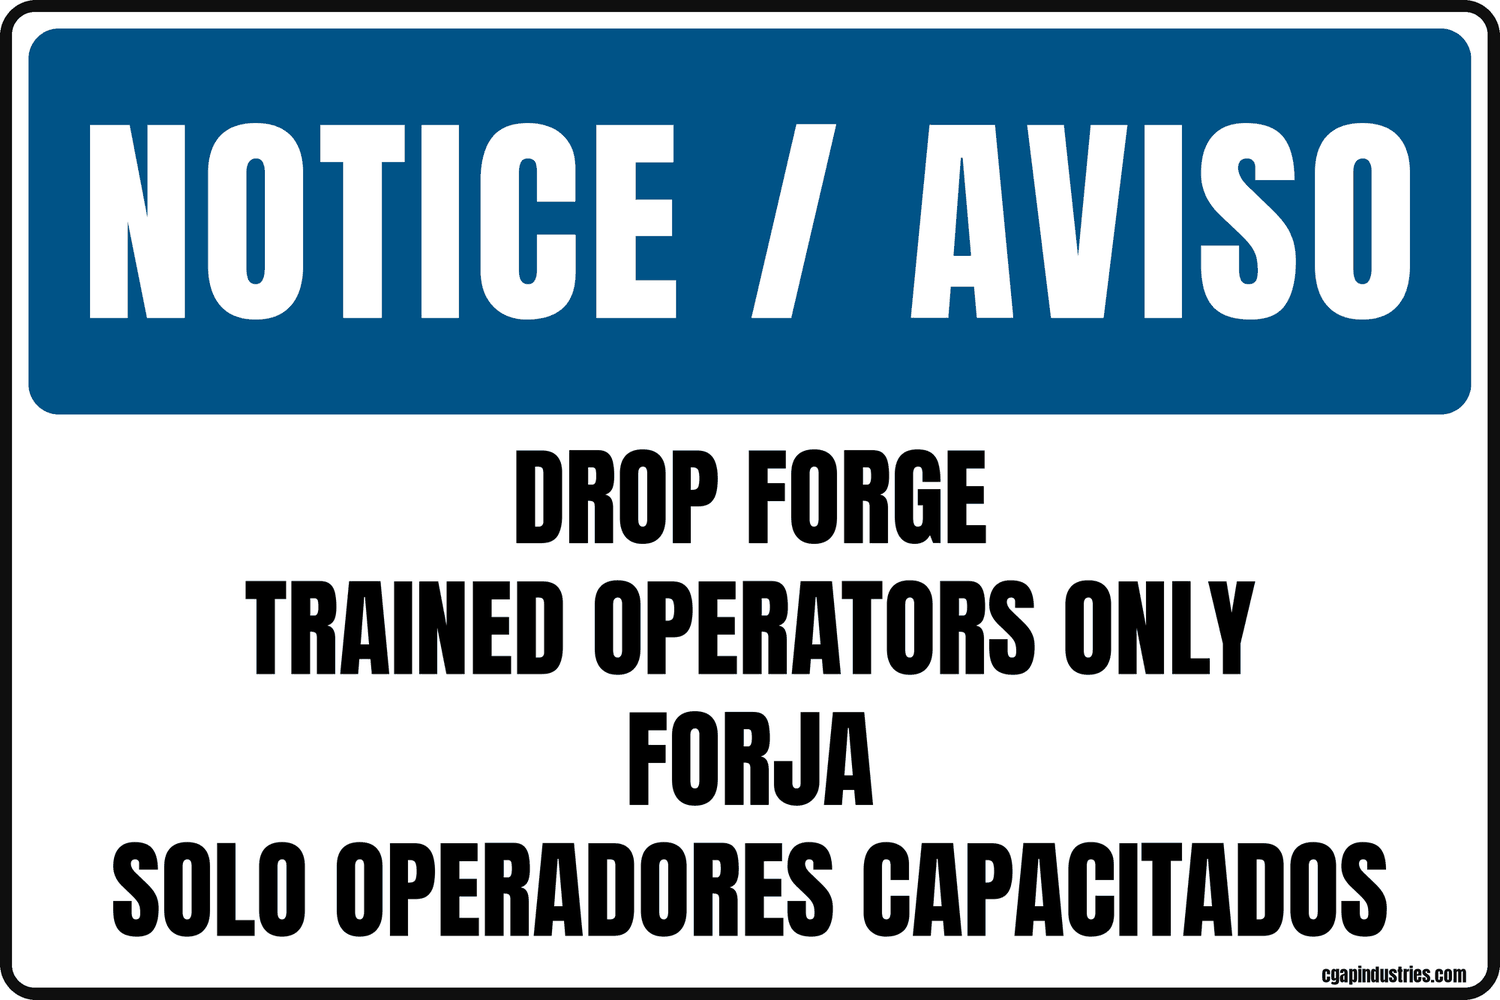 NOTICE / AVISO
DROP FORGE
TRAINED OPERATORS ONLY
FORJA
SOLO OPERADORES CAPACITADOS
cgapindustries.com